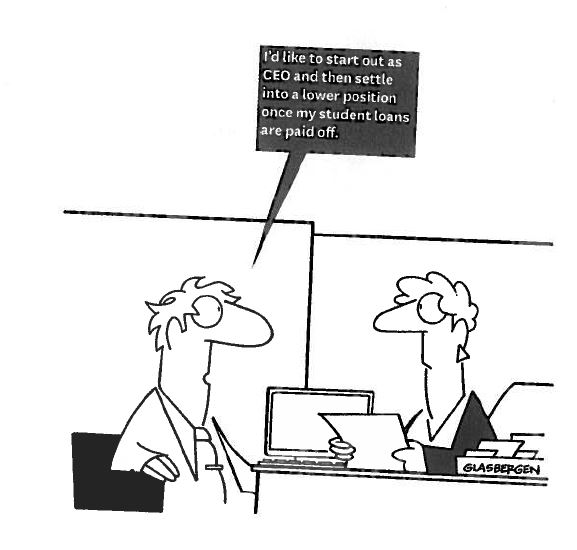 I'd like to start out as
CEO and then settle
into a lower position
once my student loans
are paid off.
GLASBERGEN